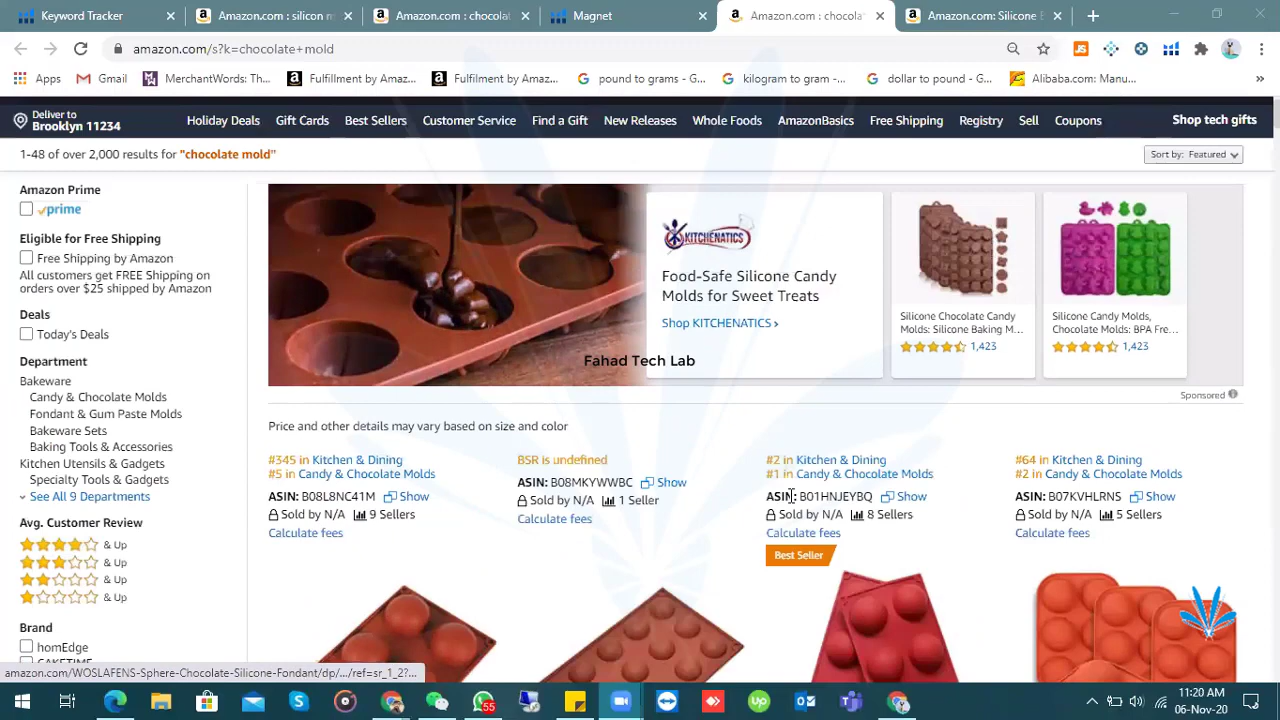 Keyword Tracker
Amazon.com : silicon m
Amazon.com : chocolat
Magnet
Amazon.com : chocola
Amazon.com: Silicone B
amazon.com/s?k=chocolate+mold
JS
Apps
Gmail
MerchantWords: Th...
Fulfillment by Amaz...
Fulfilment by Amaz...
pound to grams - G...
kilogram to gram -...
dollar to pound - G...
Alibaba.com: Manu...
Deliver to
Brooklyn 11234
Holiday Deals
Gift Cards
Best Sellers
Customer Service
Find a Gift
New Releases
Whole Foods
AmazonBasics
Free Shipping
Registry
Sell
Coupons
Shop tech gifts
1-48 of over 2,000 results for "chocolate mold"
Sort by: Featured
Amazon Prime
prime
Eligible for Free Shipping
Free Shipping by Amazon
All customers get FREE Shipping on
orders over $25 shipped by Amazon
Deals
Today's Deals
Department
Bakeware
Candy & Chocolate Molds
Fondant & Gum Paste Molds
Bakeware Sets
Baking Tools & Accessories
Kitchen Utensils & Gadgets
Specialty Tools & Gadgets
See All 9 Departments
Avg. Customer Review
& Up
& Up
& Up
& Up
Brand
homEdge
CAKETIME
KITCHENATICS
Food-Safe Silicone Candy
Molds for Sweet Treats
Shop KITCHENATICS ›
Silicone Chocolate Candy
Molds: Silicone Baking M...
1,423
Silicone Candy Molds,
Chocolate Molds: BPA Fre...
1,423
Fahad Tech Lab
Sponsored
Price and other details may vary based on size and color
#345 in Kitchen & Dining
#5 in Candy & Chocolate Molds
ASIN: B08L8NC41M Show
Sold by N/A 9 Sellers
Calculate fees
BSR is undefined
ASIN: B08MKYWWBC Show
Sold by N/A 1 Seller
Calculate fees
#2 in Kitchen & Dining
#1 in Candy & Chocolate Molds
ASIN: B01HNJEYBQ Show
Sold by N/A 8 Sellers
Calculate fees
Best Seller
#64 in Kitchen & Dining
#2 in Candy & Chocolate Molds
ASIN: B07KVHLRNS Show
Sold by N/A 5 Sellers
Calculate fees
amazon.com/WOSLAFENS-Sphere-Chocolate-Silicone-Fondant/dp/.../ref=sr_1_2?...
55
11:20 AM
06-Nov-20